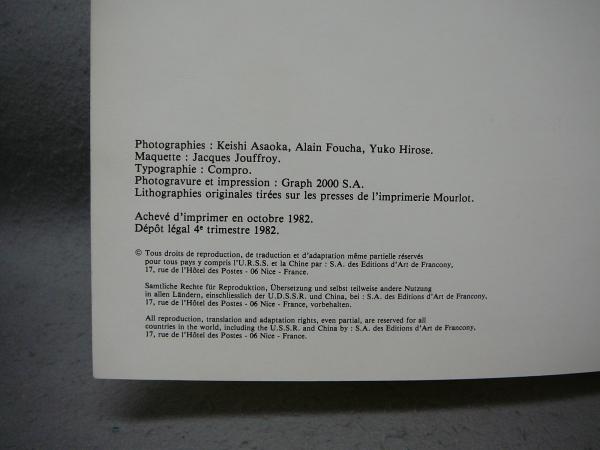 Photographies : Keishi Asaoka, Alain Foucha, Yuko Hirose.
Maquette : Jacques Jouffroy.
Typographie : Compro.
Photogravure et impression : Graph 2000 S.A.
Lithographies originales tirées sur les presses de l'imprimerie Mourlot.
Achevé d'imprimer en octobre 1982.
Dépôt légal 4e trimestre 1982.
© Tous droits de reproduction, de traduction et d'adaptation même partielle réservés
pour tous pays y compris l'U.R.S.S. et la Chine par : S.A. des Editions d'Art de Francony,
17, rue de l'Hôtel des Postes - 06 Nice - France.
Samtliche Rechte für Reproduktion, Übersetzung und selbst teilweise andere Nutzung
in allen Ländern, einschliesslich der U.D.S.S.R. und China, bei : S.A. des Editions d'Art de Francony,
17, rue de l'Hôtel des Postes - 06 Nice - France, vorbehalten.
All reproduction, translation and adaptation rights, even partial, are reserved for all
countries in the world, including the U.S.S.R. and China by : S.A. des Editions d'Art de Francony,
17, rue de l'Hôtel des Postes - 06 Nice - France.